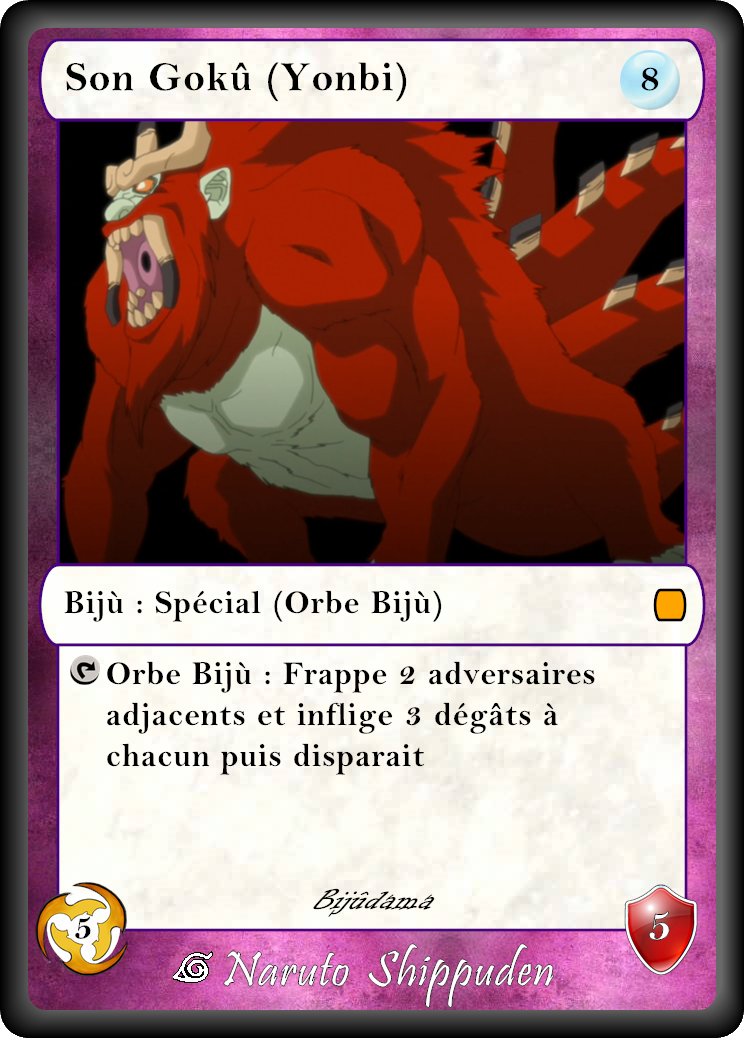 Son Gokû (Yonbi)
8
Bijù : Spécial (Orbe Bijù)
Orbe Bijù : Frappe 2 adversaires
adjacents et inflige 3 dégâts à
chacun puis disparait
Bijûdama
5
5
Naruto Shippuden